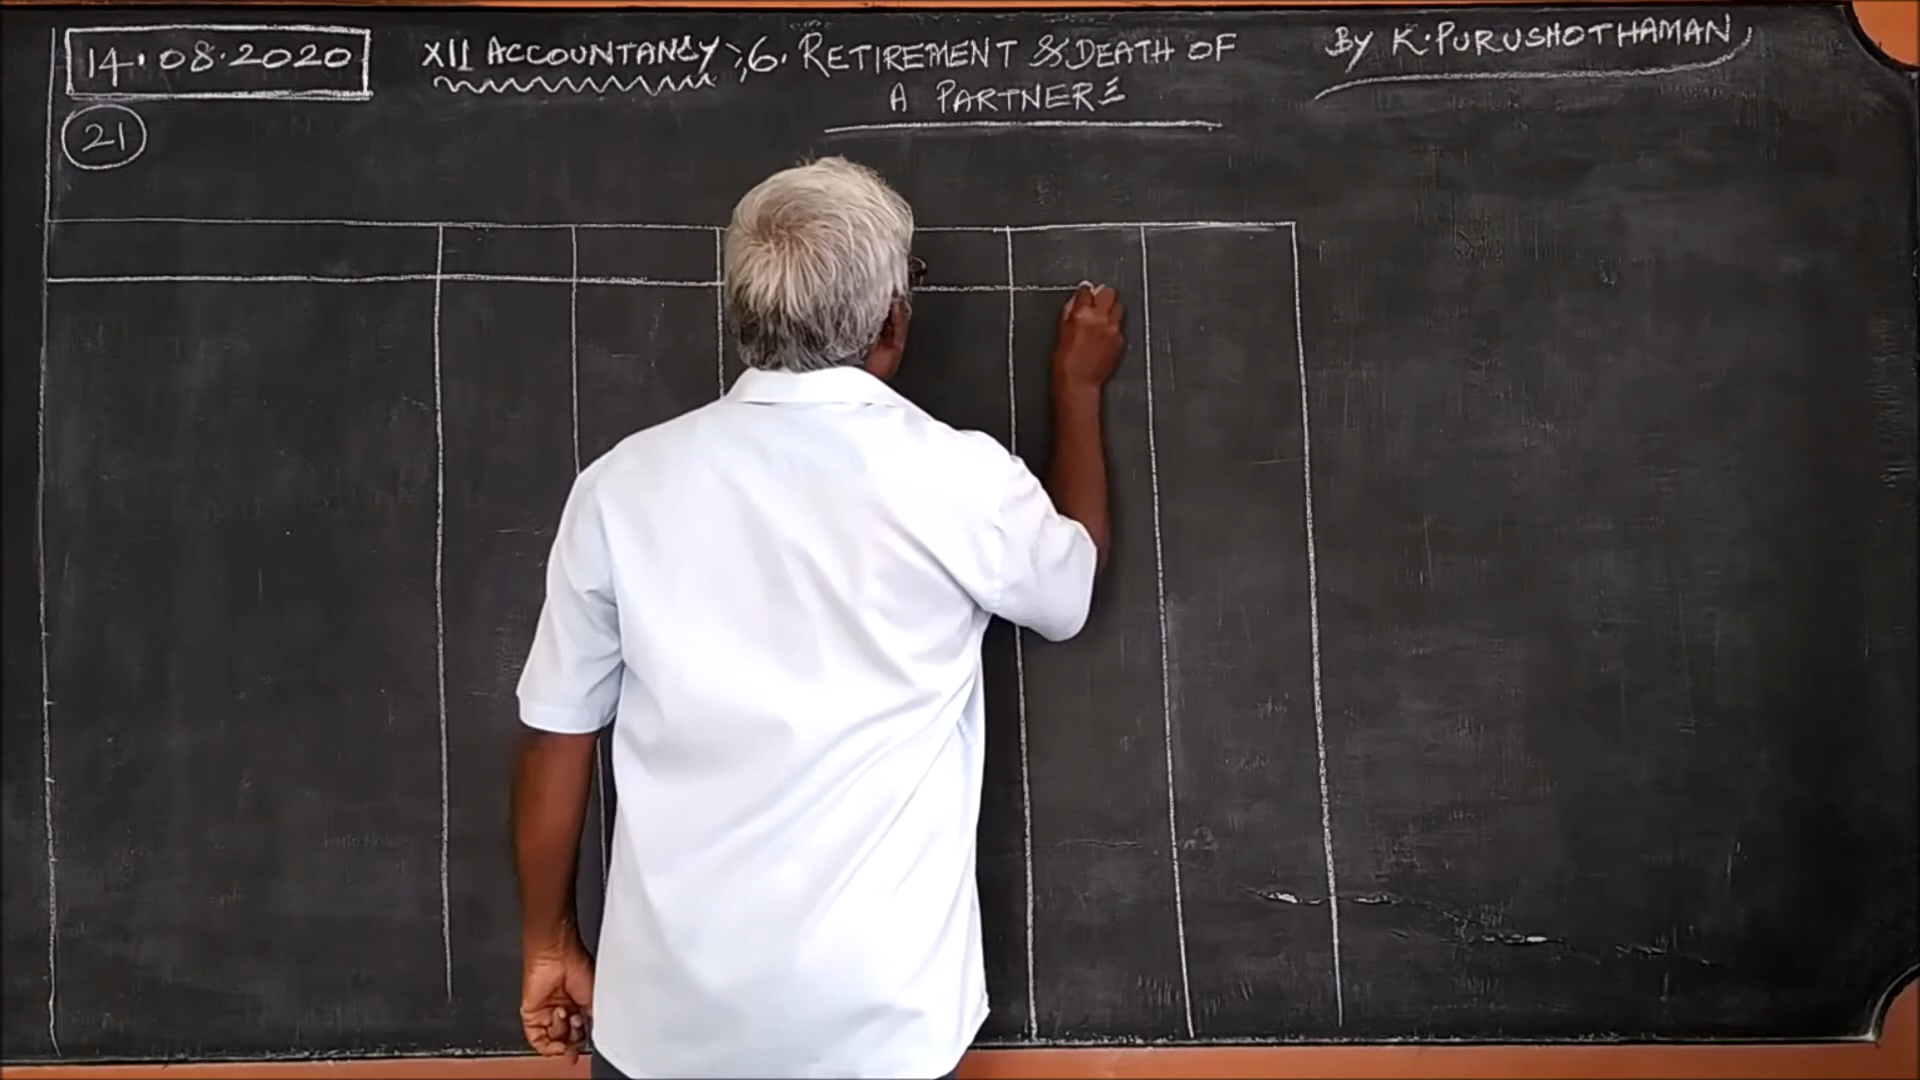 14.08.2020
XII ACCOUNTANCY :; 6. RETIREMENT & DEATH OF
A PARTNER
By K. PURUSHOTHAMAN,
21